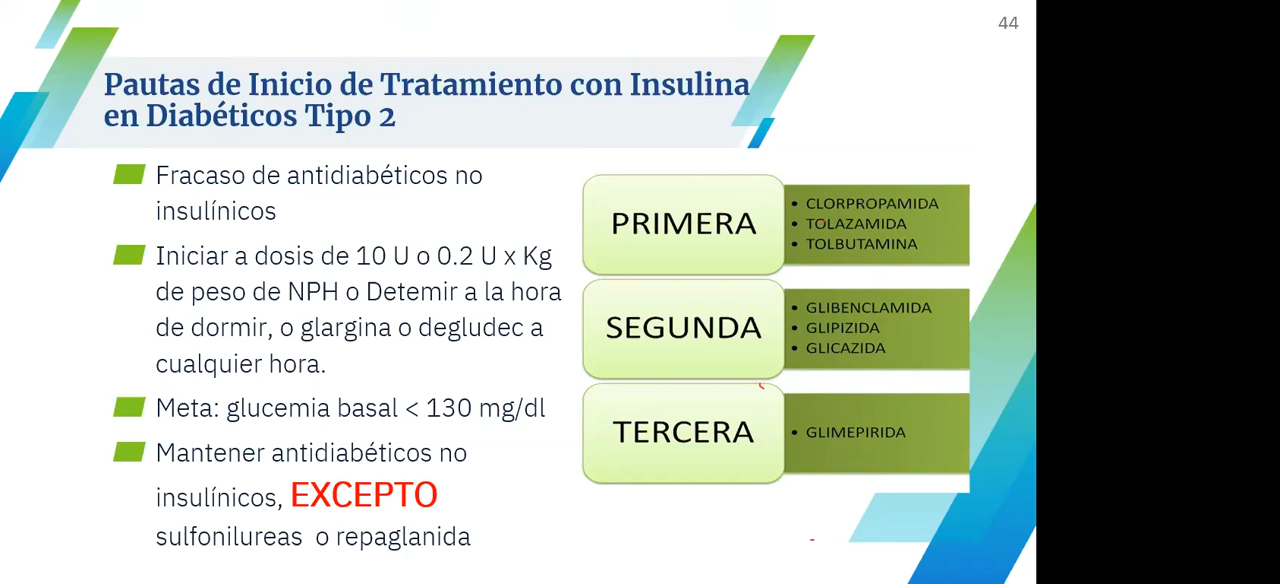 44
Pautas de Inicio de Tratamiento con Insulina
en Diabéticos Tipo 2
Fracaso de antidiabéticos no
insulínicos
Iniciar a dosis de 10 U o 0.2 U x Kg
de peso de NPH o Detemir a la hora
de dormir, o glargina o degludec a
cualquier hora.
Meta: glucemia basal < 130 mg/dl
Mantener antidiabéticos no
insulínicos, EXCEPTO
sulfonilureas o repaglanida
PRIMERA
• CLORPROPAMIDA
• TOLAZAMIDA
• TOLBUTAMINA
SEGUNDA
• GLIBENCLAMIDA
• GLIPIZIDA
• GLICAZIDA
TERCERA
• GLIMEPIRIDA